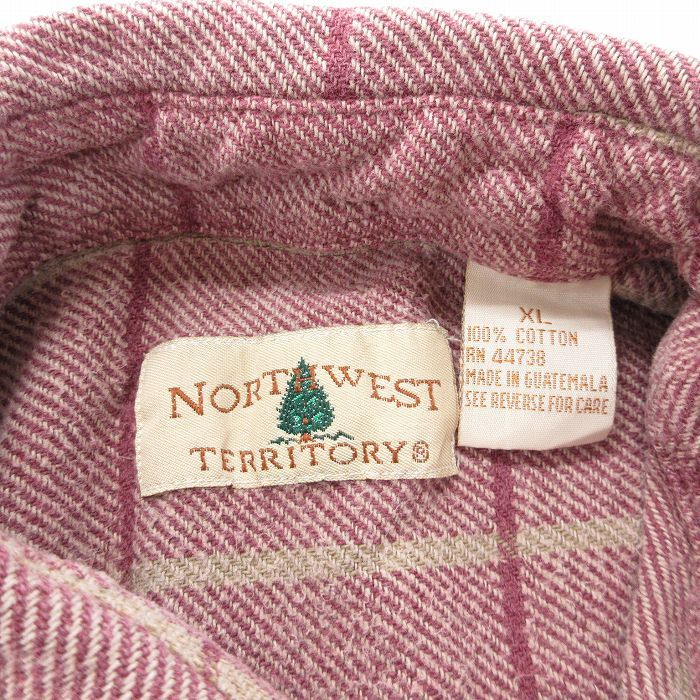 NORTHWEST
TERRITORY®
XL
100% COTTON
RN 44738
MADE IN GUATEMALA
SEE REVERSE FOR CARE